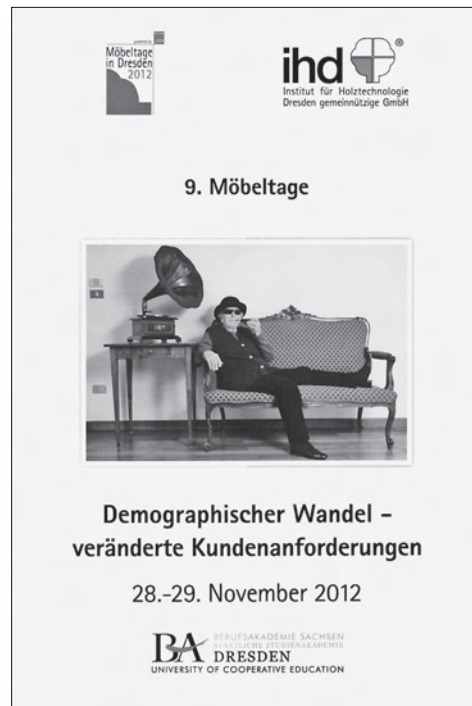 Möbeltage
in Dresden
2012
ihd®
Institut für Holztechnologie
Dresden gemeinnützige GmbH
9. Möbeltage
Demographischer Wandel –
veränderte Kundenanforderungen
28.-29. November 2012
BA
BERUFSAKADEMIE SACHSEN
STAATLICHE STUDIENAKADEMIE
DRESDEN
UNIVERSITY OF COOPERATIVE EDUCATION